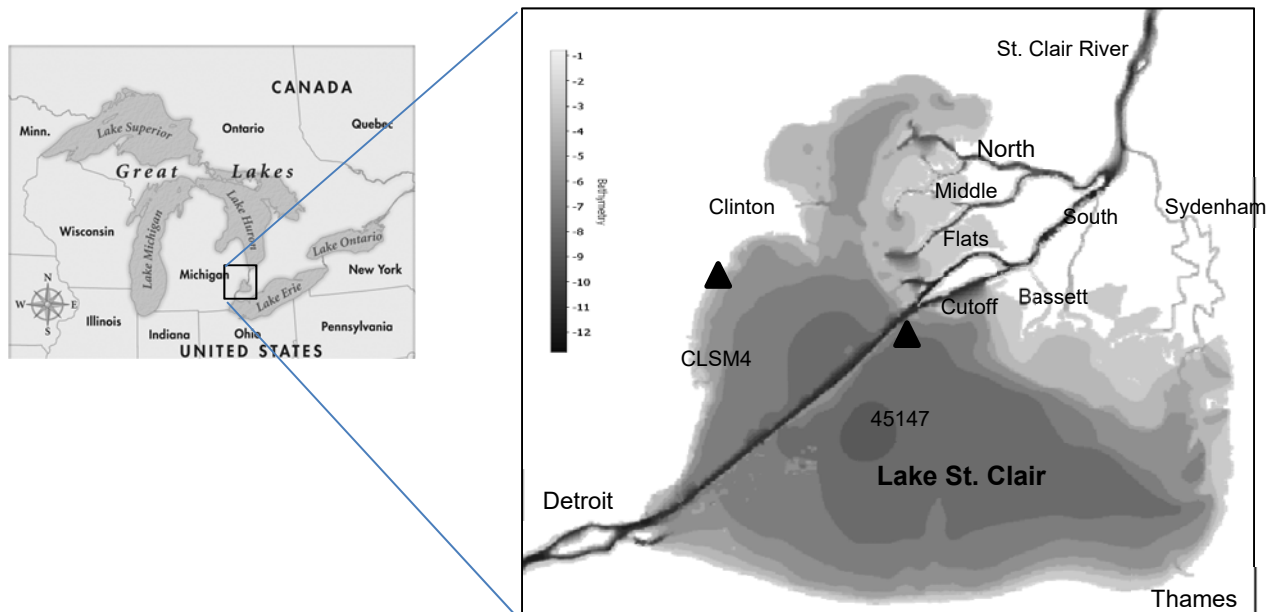 CANADA
Minn.
Lake Superior
Ontario
Quebec
Great Lakes
Lake Huron
Lake Michigan
Wisconsin
Lake Ontario
Michigan
New York
N
W E
S
Lake Erie
Illinois
Indiana
Ohio
Pennsylvania
UNITED STATES
-1
-2
-3
-4
-5
-6
-7
-8
-9
-10
-11
-12
Bathymetry
St. Clair River
North
Middle
Clinton
South
Sydenham
Flats
Cutoff
Bassett
CLSM4
45147
Lake St. Clair
Detroit
Thames